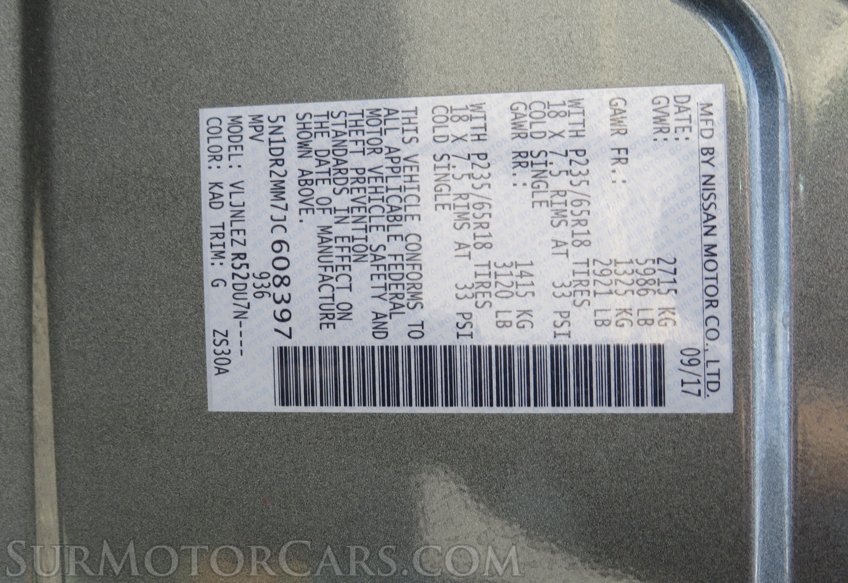 MFD BY NISSAN MOTOR CO., LTD.
DATE: 09/17
GVWR: 2715 KG
5986 LB
GAWR FR.: 1325 KG
2921 LB
WITH P235/65R18 TIRES
18 X 7.5 RIMS AT 33 PSI
COLD SINGLE
GAWR RR.: 1415 KG
3120 LB
WITH P235/65R18 TIRES
18 X 7.5 RIMS AT 33 PSI
COLD SINGLE
THIS VEHICLE CONFORMS TO
ALL APPLICABLE FEDERAL
MOTOR VEHICLE SAFETY AND
THEFT PREVENTION
STANDARDS IN EFFECT ON
THE DATE OF MANUFACTURE
SHOWN ABOVE.
5N1DR2MM7JC608397
MPV 936
MODEL: VLJNLEZ R52DU7N----
COLOR: KAD TRIM: G ZS30A
SURMOTORCARS.COM